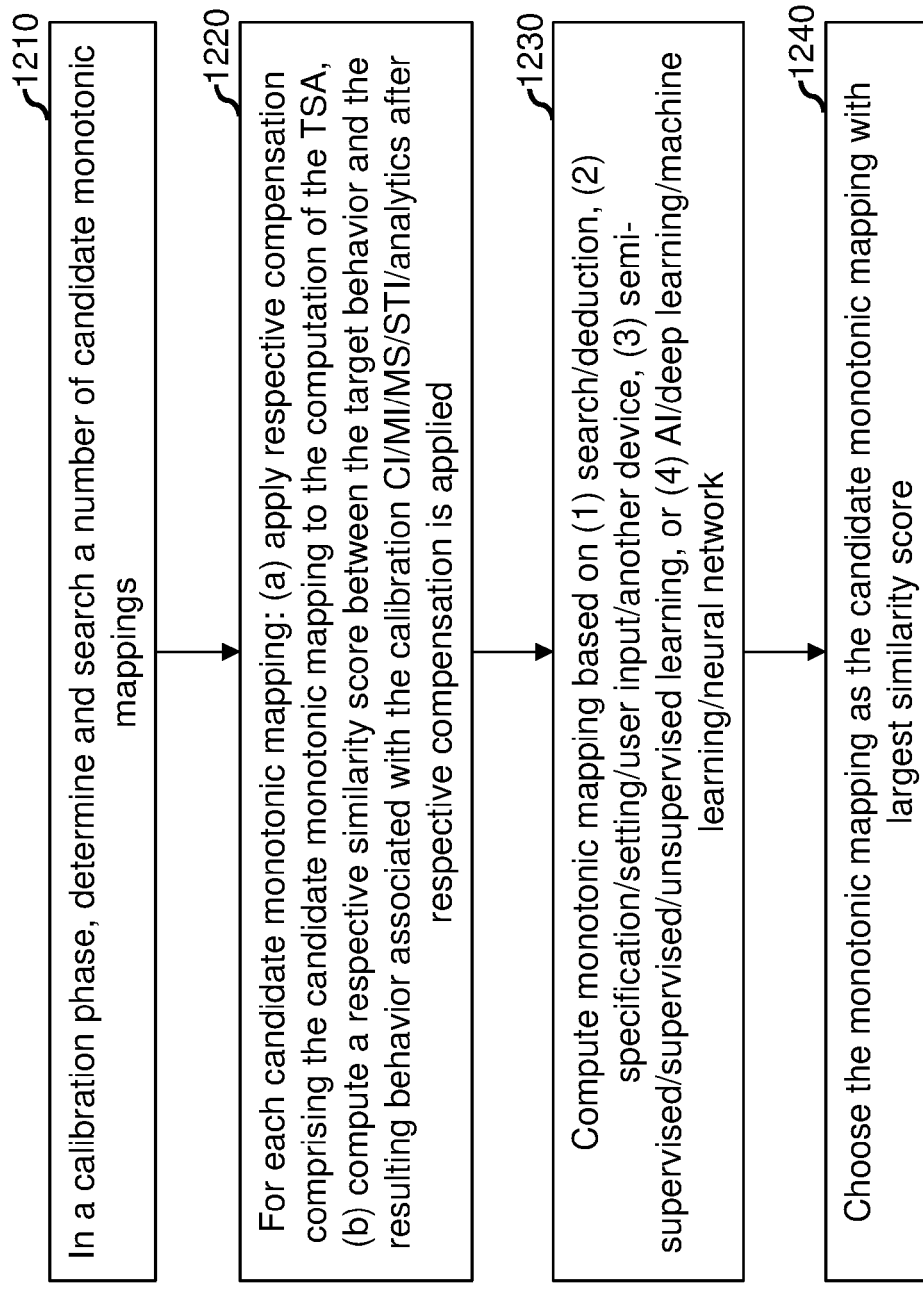 1210
In a calibration phase, determine and search a number of candidate monotonic
mappings
1220
For each candidate monotonic mapping: (a) apply respective compensation
comprising the candidate monotonic mapping to the computation of the TSA,
(b) compute a respective similarity score between the target behavior and the
resulting behavior associated with the calibration CI/MI/MS/STI/analytics after
respective compensation is applied
1230
Compute monotonic mapping based on (1) search/deduction, (2)
specification/setting/user input/another device, (3) semi-
supervised/supervised/unsupervised learning, or (4) AI/deep learning/machine
learning/neural network
1240
Choose the monotonic mapping as the candidate monotonic mapping with
largest similarity score